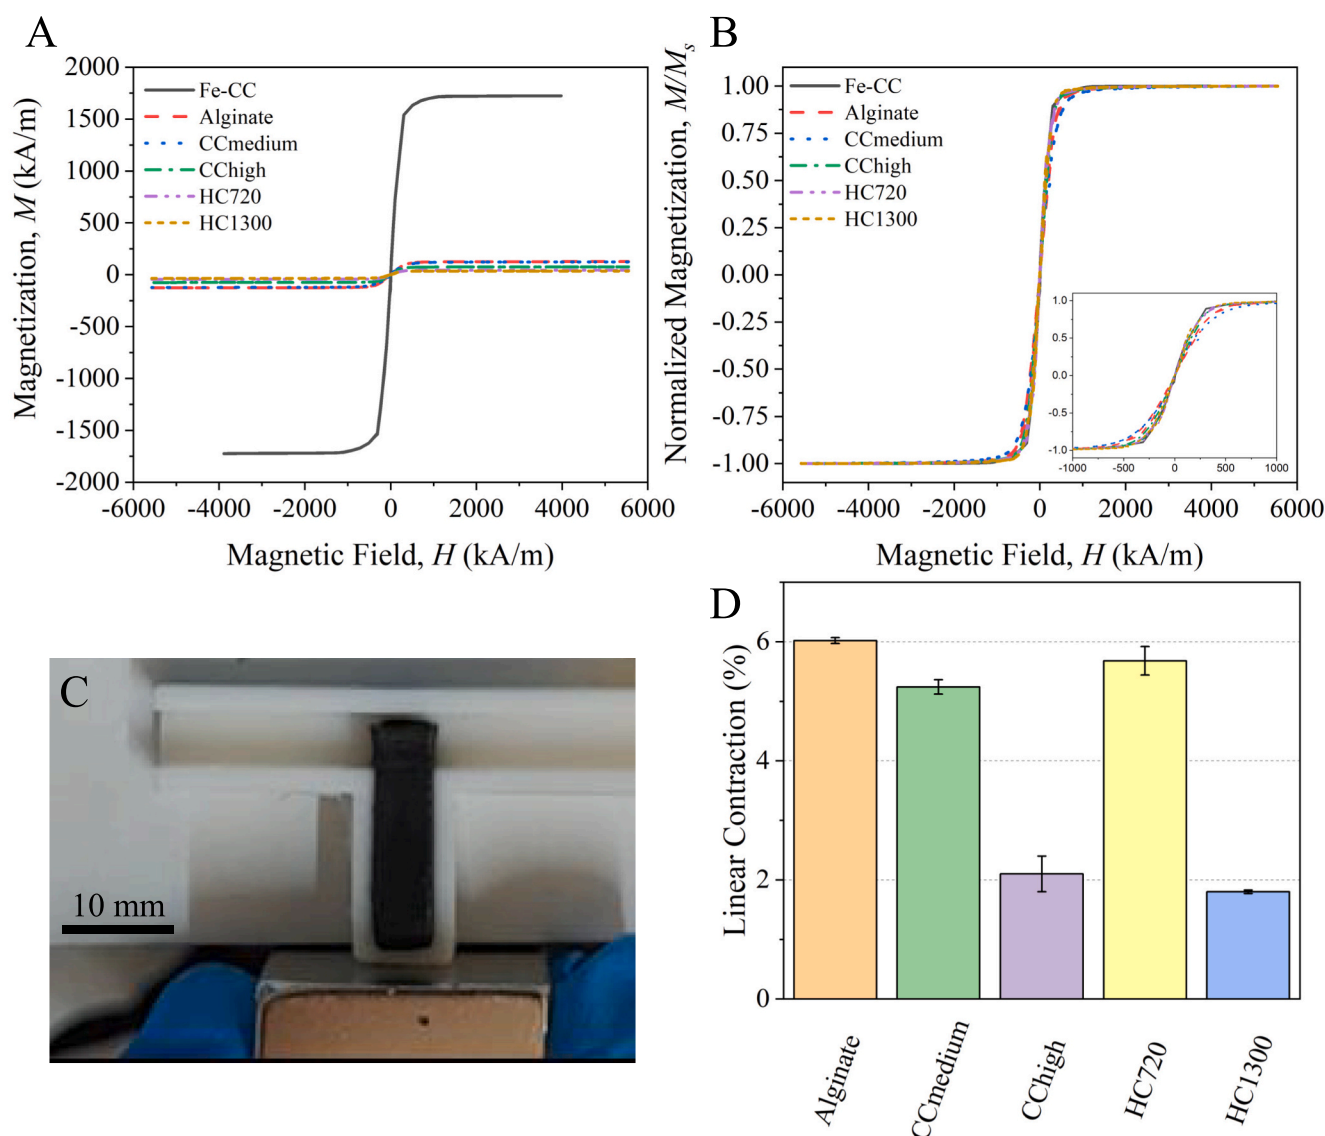 A
Magnetization, M (kA/m)
2000
1750
1500
1250
1000
750
500
250
0
-500
-1000
-1500
-2000
Fe-CC
Alginate
CCmedium
CChigh
HC720
HC1300
-6000 -4000 -2000 0 2000 4000 6000
Magnetic Field, H (kA/m)
B
Normalized Magnetization, M/Ms
1.00
0.75
0.50
0.25
0.00
-0.25
-0.50
-0.75
-1.00
Fe-CC
Alginate
CCmedium
CChigh
HC720
HC1300
1.0
0.5
0.0
-0.5
-1.0
-1000 -500 0 500 1000
-6000 -4000 -2000 0 2000 4000 6000
Magnetic Field, H (kA/m)
C
10 mm
D
Linear Contraction (%)
6
4
2
0
Alginate
CCmedium
CChigh
HC720
HC1300